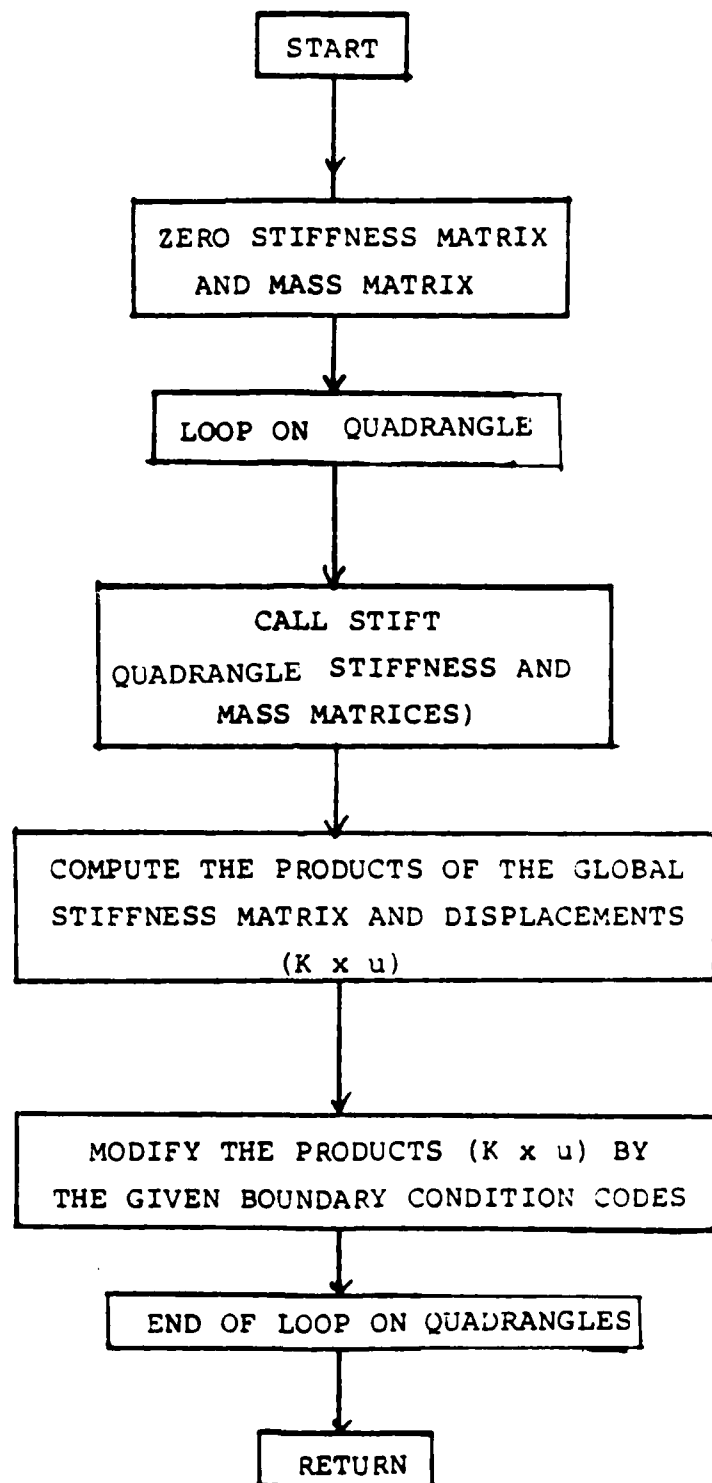 START
ZERO STIFFNESS MATRIX
AND MASS MATRIX
LOOP ON QUADRANGLE
CALL STIFT
QUADRANGLE STIFFNESS AND
MASS MATRICES)
COMPUTE THE PRODUCTS OF THE GLOBAL
STIFFNESS MATRIX AND DISPLACEMENTS
(K x u)
MODIFY THE PRODUCTS (K x u) BY
THE GIVEN BOUNDARY CONDITION CODES
END OF LOOP ON QUADRANGLES
RETURN